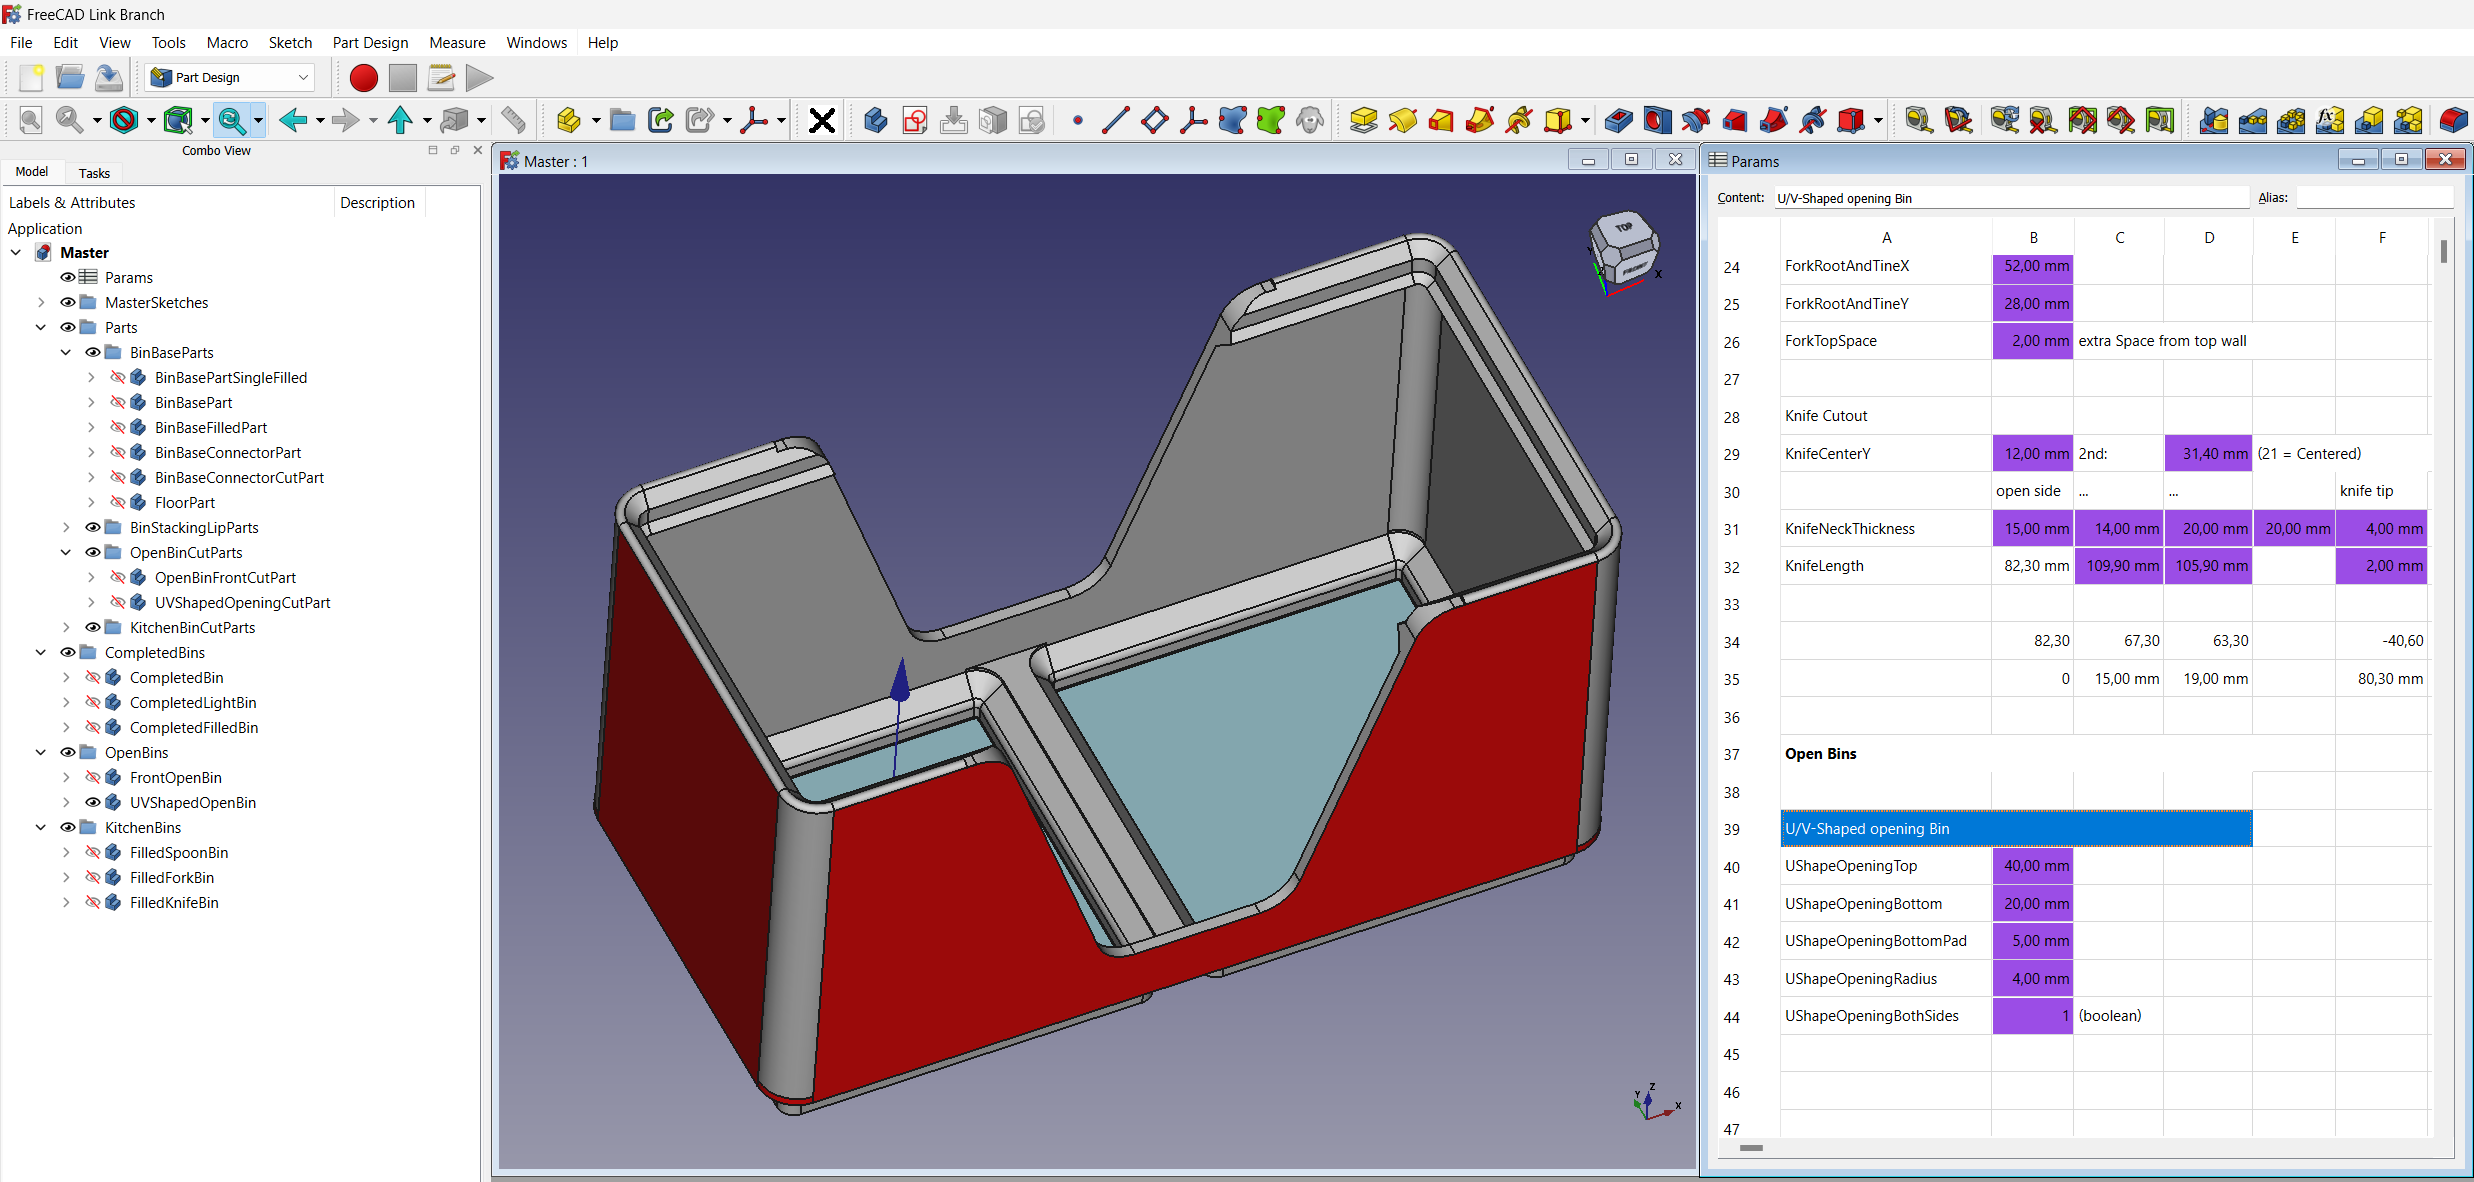 FreeCAD Link Branch
File Edit View Tools Macro Sketch Part Design Measure Windows Help
Part Design
Combo View
Model Tasks
Labels & Attributes Description
Application
Master
Params
MasterSketches
Parts
BinBaseParts
BinBasePartSingleFilled
BinBasePart
BinBaseFilledPart
BinBaseConnectorPart
BinBaseConnectorCutPart
FloorPart
BinStackingLipParts
OpenBinCutParts
OpenBinFrontCutPart
UVShapedOpeningCutPart
KitchenBinCutParts
CompletedBins
CompletedBin
CompletedLightBin
CompletedFilledBin
OpenBins
FrontOpenBin
UVShapedOpenBin
KitchenBins
FilledSpoonBin
FilledForkBin
FilledKnifeBin
Master : 1
TOP
FRONT
X
Y
Z
Y
X
Params
Content: U/V-Shaped opening Bin Alias:
A B C D E F
24 ForkRootAndTineX 52,00 mm
25 ForkRootAndTineY 28,00 mm
26 ForkTopSpace 2,00 mm extra Space from top wall
27
28 Knife Cutout
29 KnifeCenterY 12,00 mm 2nd: 31,40 mm (21 = Centered)
30 open side ... ... knife tip
31 KnifeNeckThickness 15,00 mm 14,00 mm 20,00 mm 20,00 mm 4,00 mm
32 KnifeLength 82,30 mm 109,90 mm 105,90 mm 2,00 mm
33
34 82,30 67,30 63,30 -40,60
35 0 15,00 mm 19,00 mm 80,30 mm
36
37 Open Bins
38
39 U/V-Shaped opening Bin
40 UShapeOpeningTop 40,00 mm
41 UShapeOpeningBottom 20,00 mm
42 UShapeOpeningBottomPad 5,00 mm
43 UShapeOpeningRadius 4,00 mm
44 UShapeOpeningBothSides 1 (boolean)
45
46
47